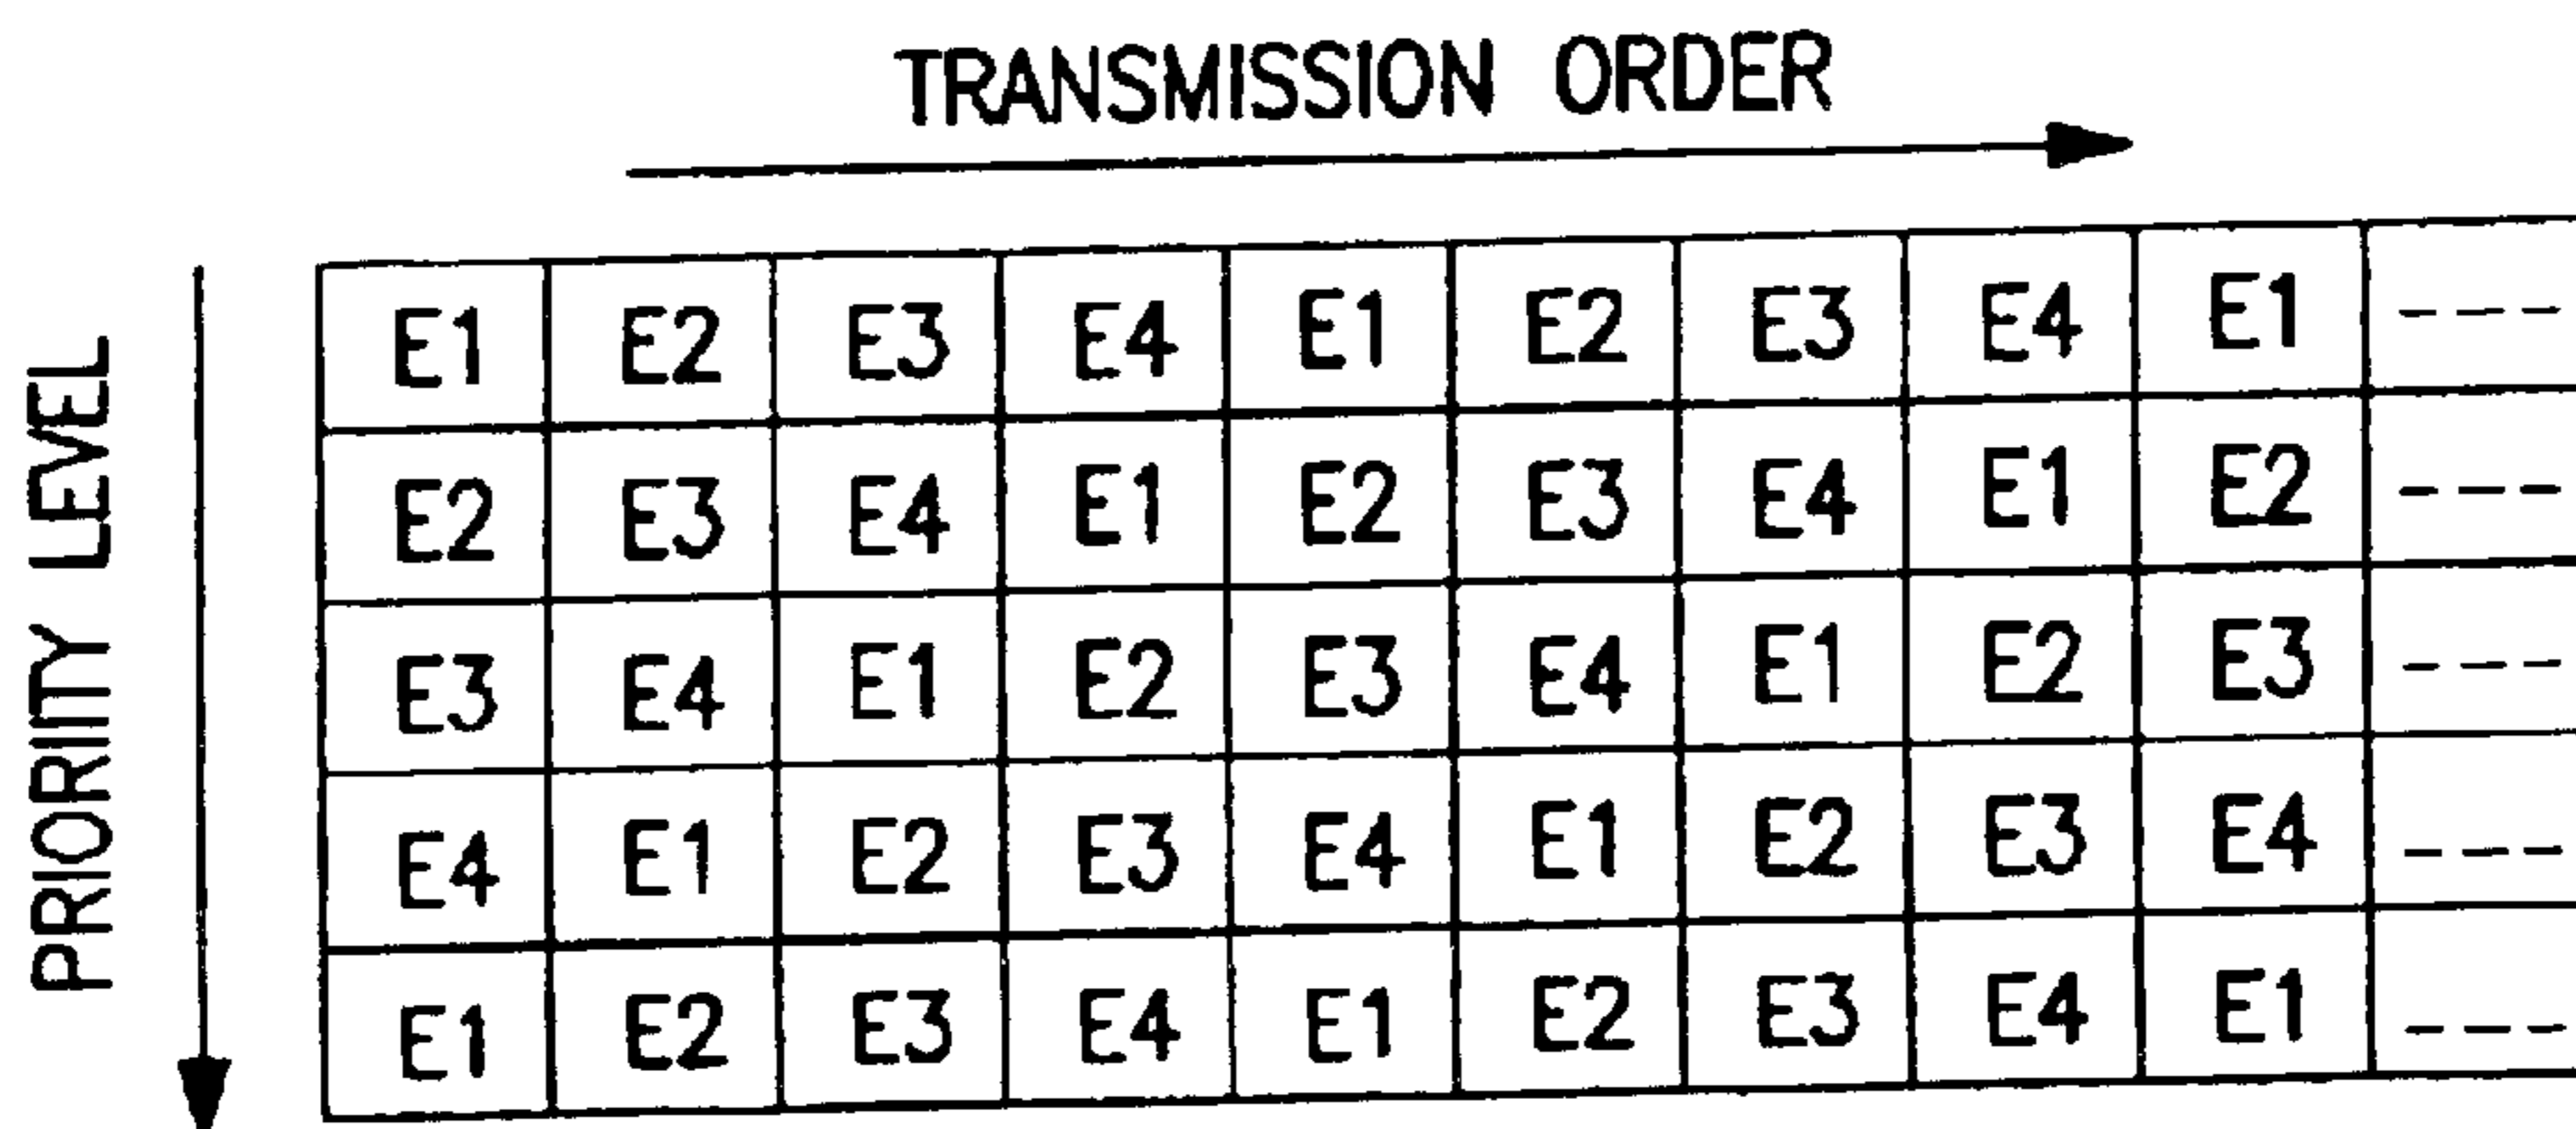 TRANSMISSION ORDER
PRIORITY LEVEL
E1 E2 E3 E4 E1 E2 E3 E4 E1 ----
E2 E3 E4 E1 E2 E3 E4 E1 E2 ----
E3 E4 E1 E2 E3 E4 E1 E2 E3 ----
E4 E1 E2 E3 E4 E1 E2 E3 E4 ----
E1 E2 E3 E4 E1 E2 E3 E4 E1 ----